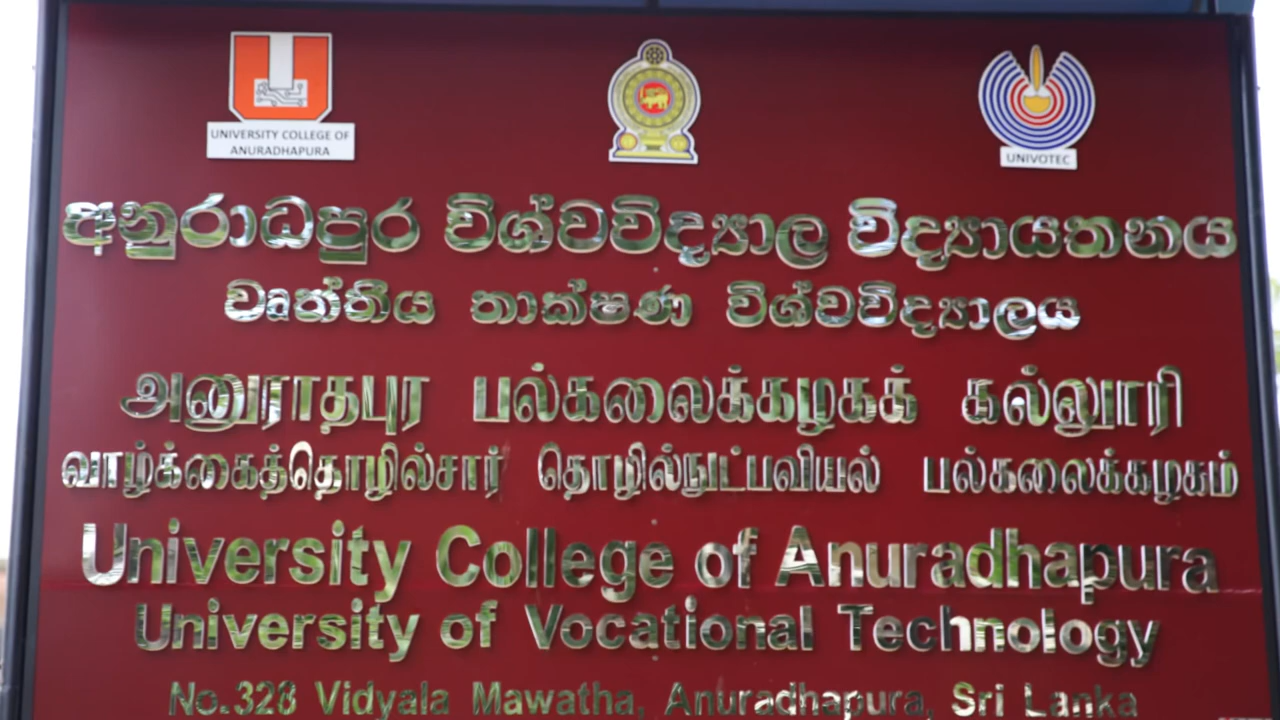 UNIVERSITY COLLEGE OF
ANURADHAPURA
UNIVOTEC
අනුරාධපුර විශ්වවිද්‍යාල විද්‍යායතනය
වෘත්තීය තාක්ෂණ විශ්වවිද්‍යාලය
அனுராதபுர பல்கலைக்கழகக் கல்லூரி
வாழ்க்கைத்தொழில்சார் தொழில்நுட்பவியல் பல்கலைக்கழகம்
University College of Anuradhapura
University of Vocational Technology
No.328 Vidyala Mawatha, Anuradhapura, Sri Lanka